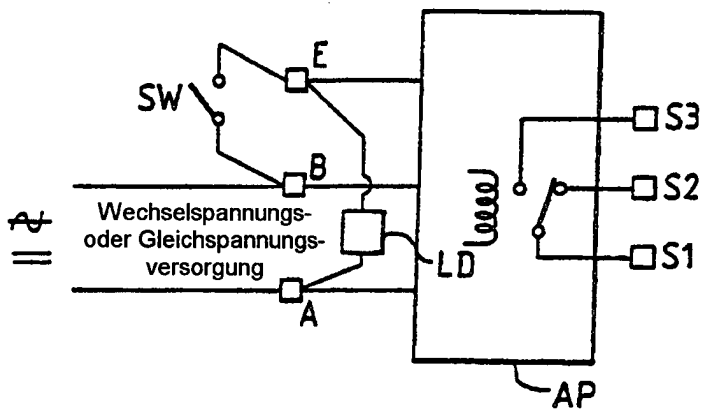 E
SW
S3
B
S2
Wechselspannungs-
oder Gleichspannungs-
versorgung
LD
S1
A
AP